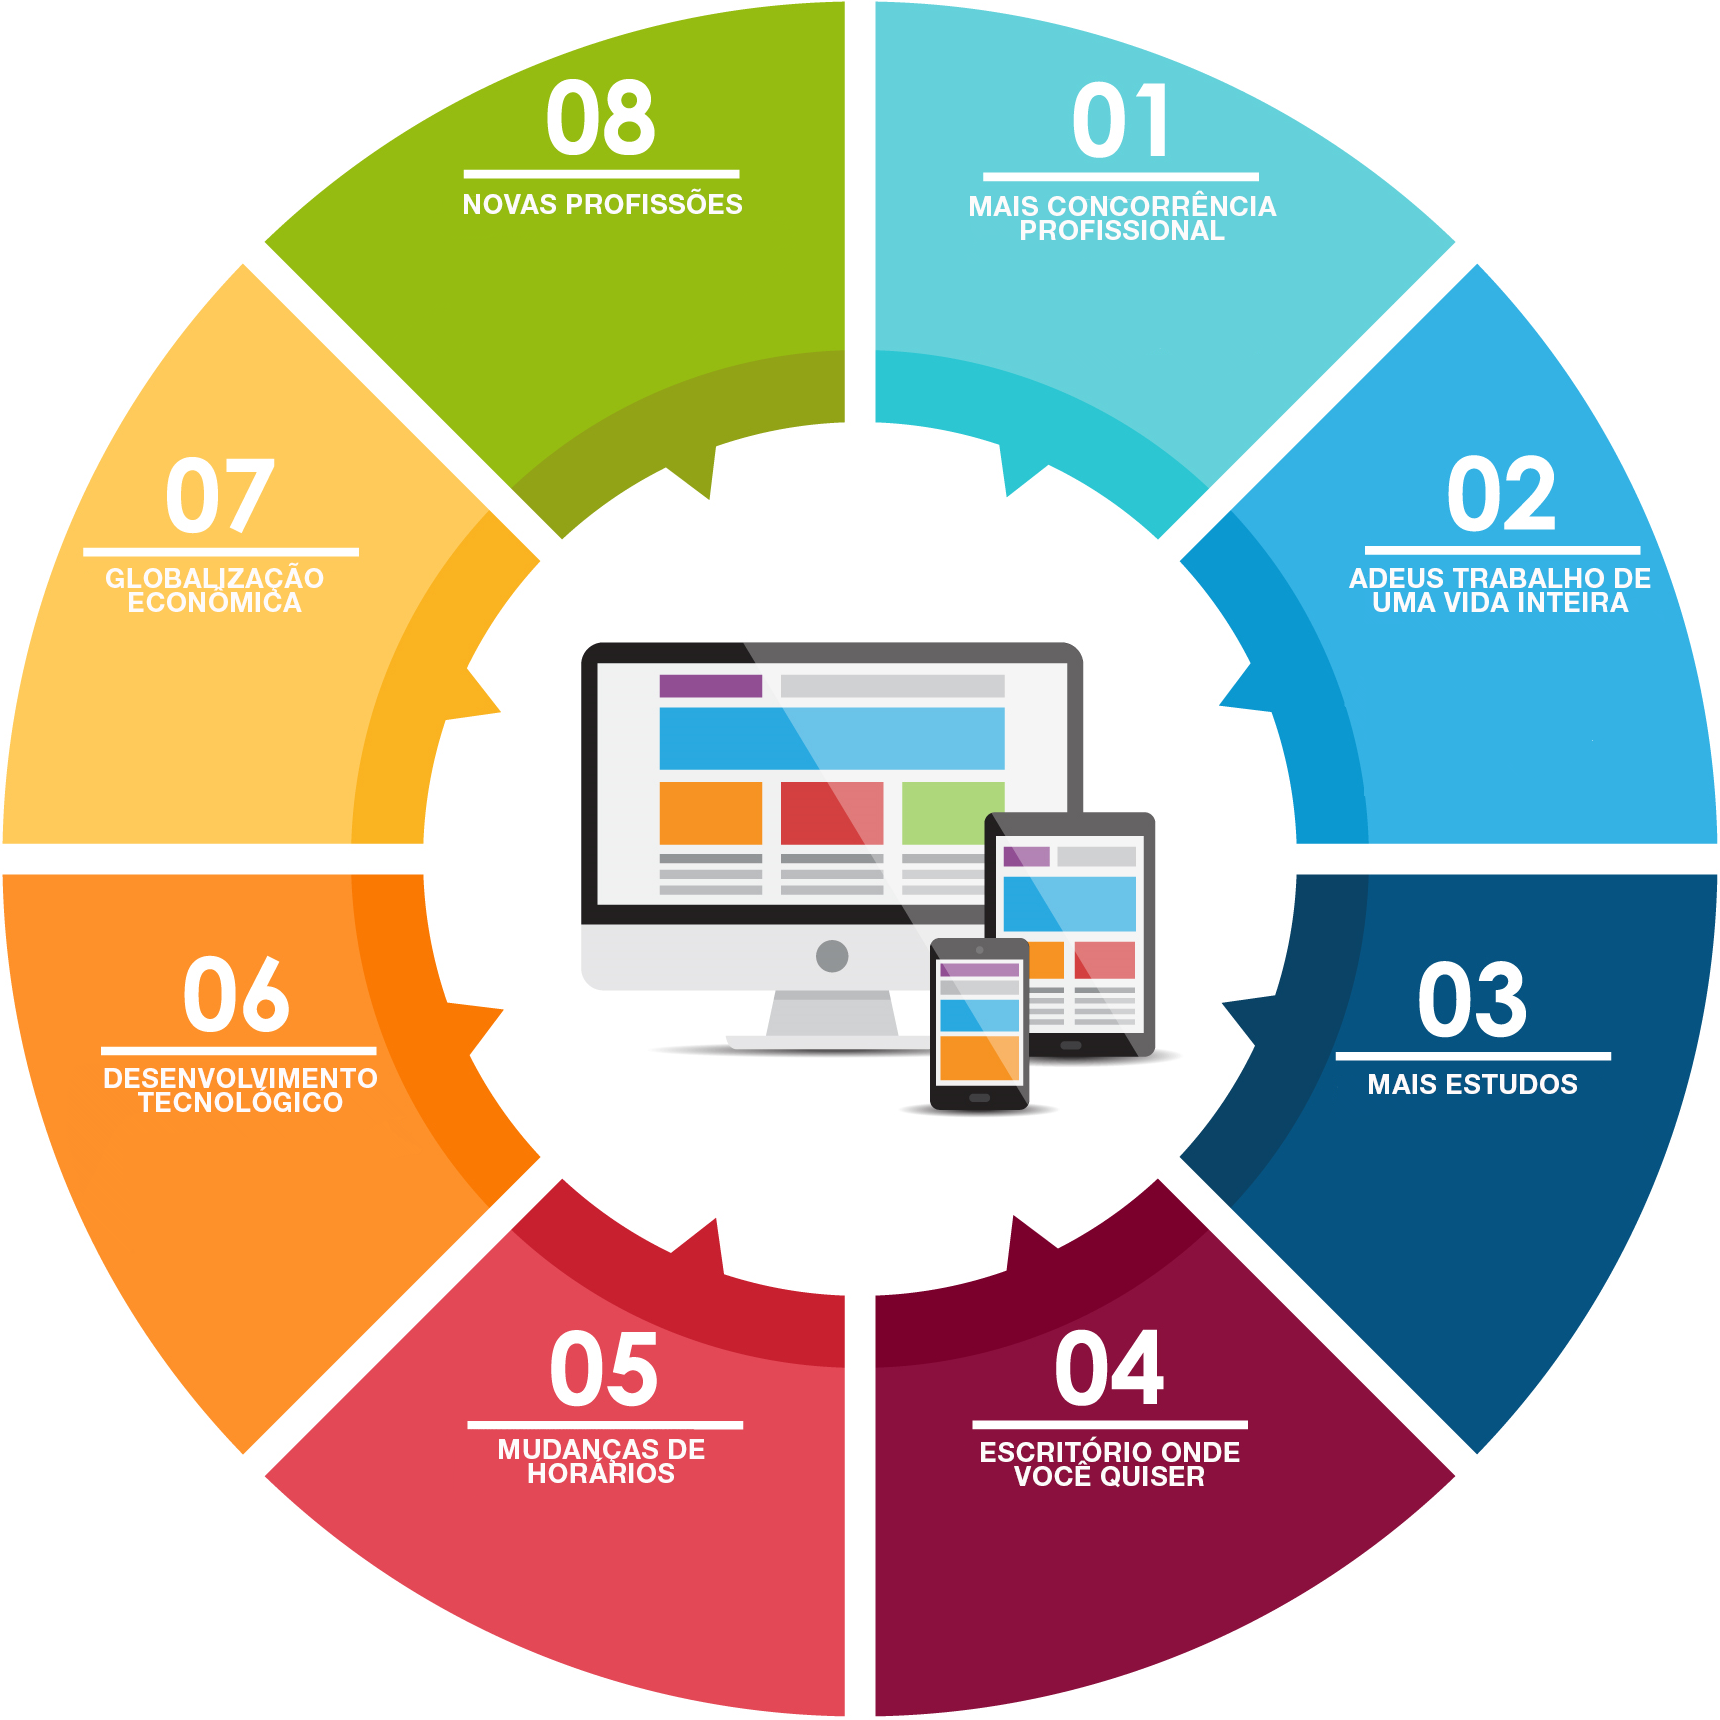 01
MAIS CONCORRÊNCIA
PROFISSIONAL
02
ADEUS TRABALHO DE
UMA VIDA INTEIRA
03
MAIS ESTUDOS
04
ESCRITÓRIO ONDE
VOCÊ QUISER
05
MUDANÇAS DE
HORÁRIOS
06
DESENVOLVIMENTO
TECNOLÓGICO
07
GLOBALIZAÇÃO
ECONÔMICA
08
NOVAS PROFISSÕES